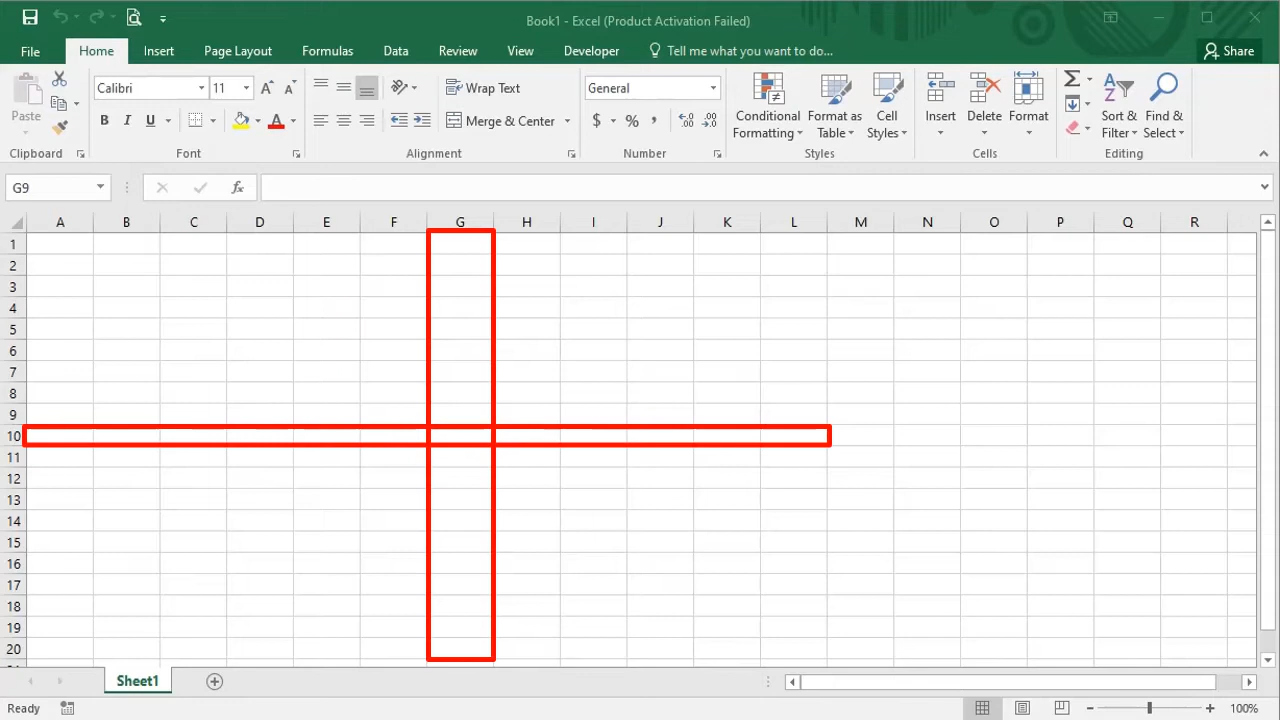 Book1 - Excel (Product Activation Failed)
File Home Insert Page Layout Formulas Data Review View Developer Tell me what you want to do... Share
Calibri 11 Wrap Text General
Paste B I U A Merge & Center $ % , Conditional Formatting Format as Table Cell Styles Insert Delete Format Sort & Filter Find & Select
Clipboard Font Alignment Number Styles Cells Editing
G9 fx
A B C D E F G H I J K L M N O P Q R
1
2
3
4
5
6
7
8
9
10
11
12
13
14
15
16
17
18
19
20
Sheet1
Ready 100%